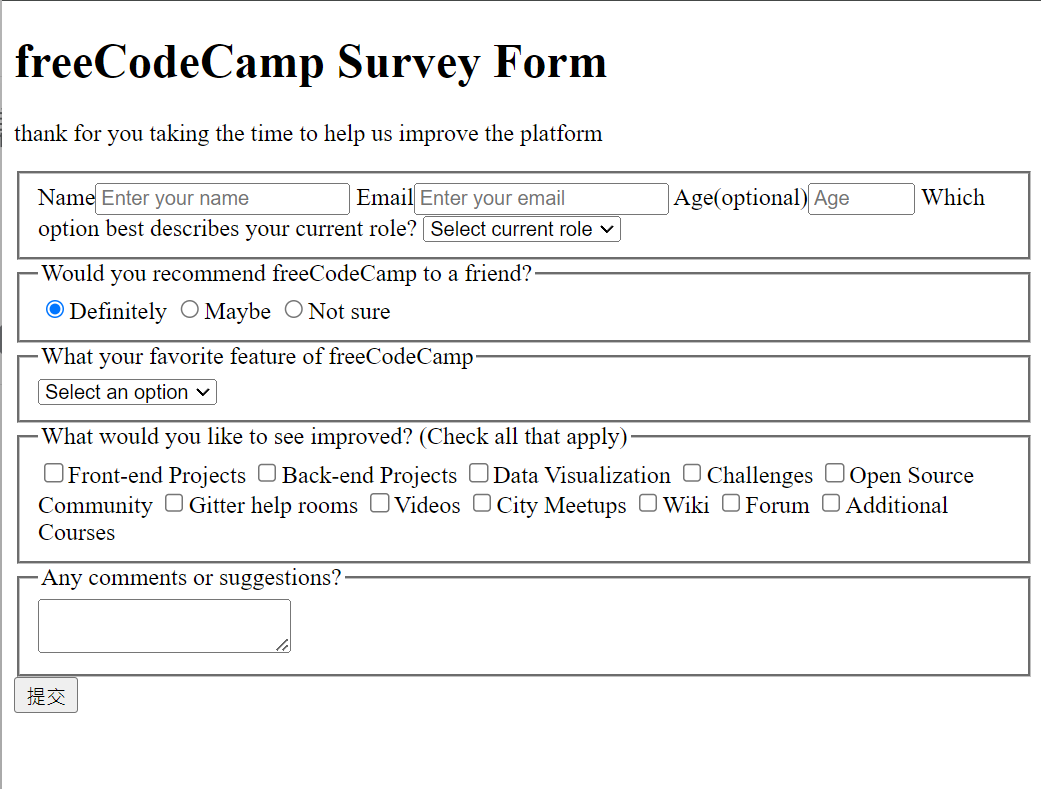 freeCodeCamp Survey Form
thank for you taking the time to help us improve the platform
Name Enter your name Email Enter your email Age(optional) Age Which
option best describes your current role? Select current role
Would you recommend freeCodeCamp to a friend?
Definitely Maybe Not sure
What your favorite feature of freeCodeCamp
Select an option
What would you like to see improved? (Check all that apply)
Front-end Projects Back-end Projects Data Visualization Challenges Open Source
Community Gitter help rooms Videos City Meetups Wiki Forum Additional
Courses
Any comments or suggestions?
提交